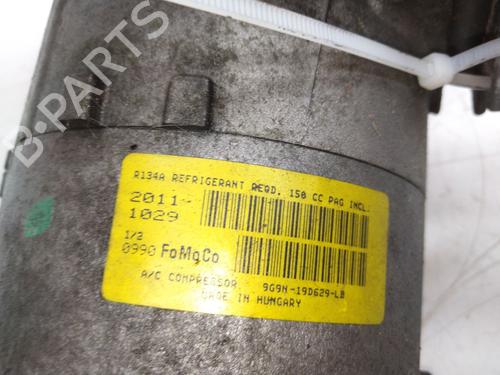 R134A REFRIGERANT REQD. 150 CC PAG INCL.
2011-
1029
1/2
0990 FoMoCo
A/C COMPRESSOR 9G9N-19D629-LB
MADE IN HUNGARY
B-PARTS